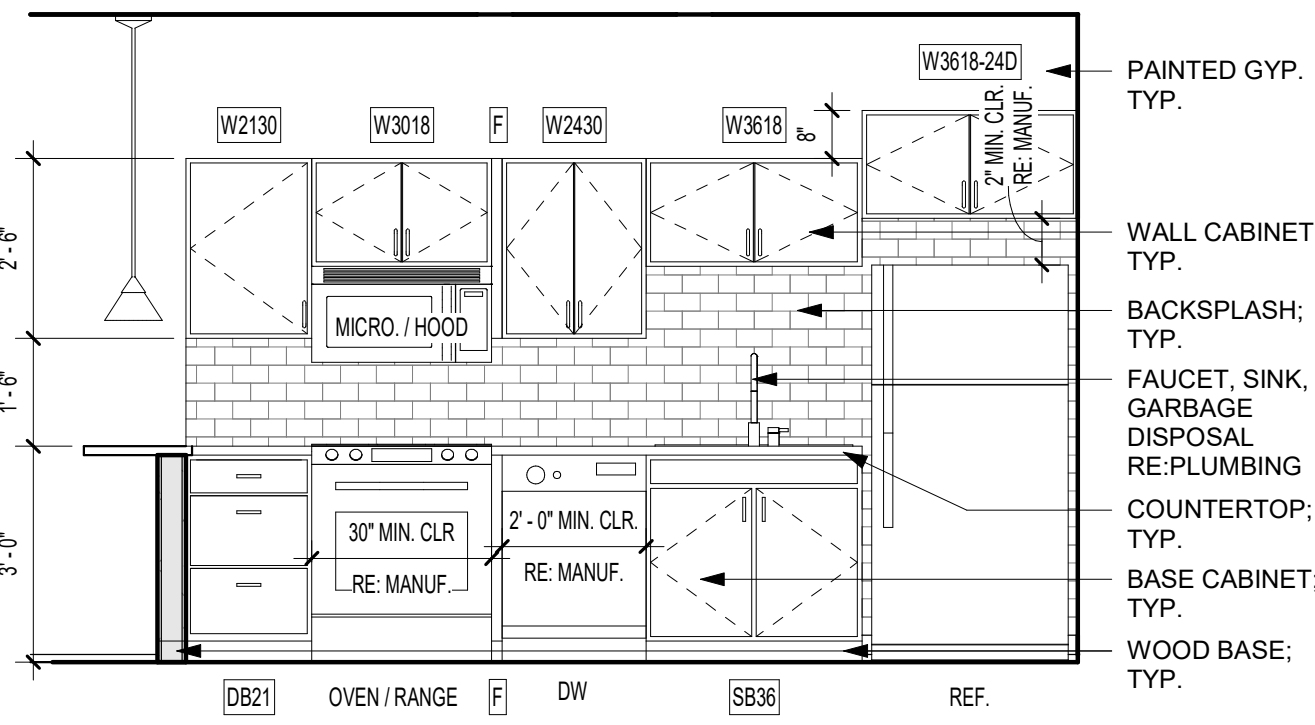 W3618-24D
PAINTED GYP.
TYP.
W2130
W3018
F
W2430
W3618
8"
2" MIN. CLR.
RE: MANUF.
2' - 6"
WALL CABINET
TYP.
BACKSPLASH;
TYP.
MICRO. / HOOD
1' - 6"
FAUCET, SINK,
GARBAGE
DISPOSAL
RE:PLUMBING
COUNTERTOP;
TYP.
30" MIN. CLR
2' - 0" MIN. CLR.
3' - 0"
RE: MANUF.
RE: MANUF.
BASE CABINET;
TYP.
WOOD BASE;
TYP.
DB21
OVEN / RANGE
F
DW
SB36
REF.